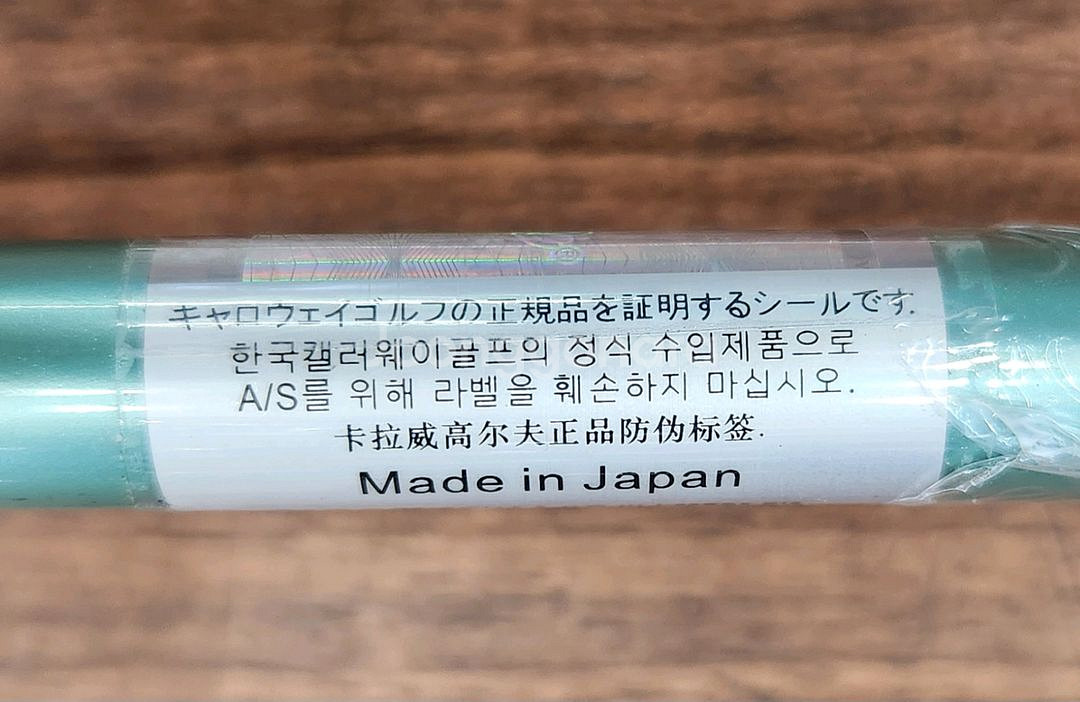 キャロウェイゴルフの正規品を証明するシールです.
한국캘러웨이골프의 정식 수입제품으로
A/S를 위해 라벨을 훼손하지 마십시오.
卡拉威高尔夫正品防伪标签.
Made in Japan